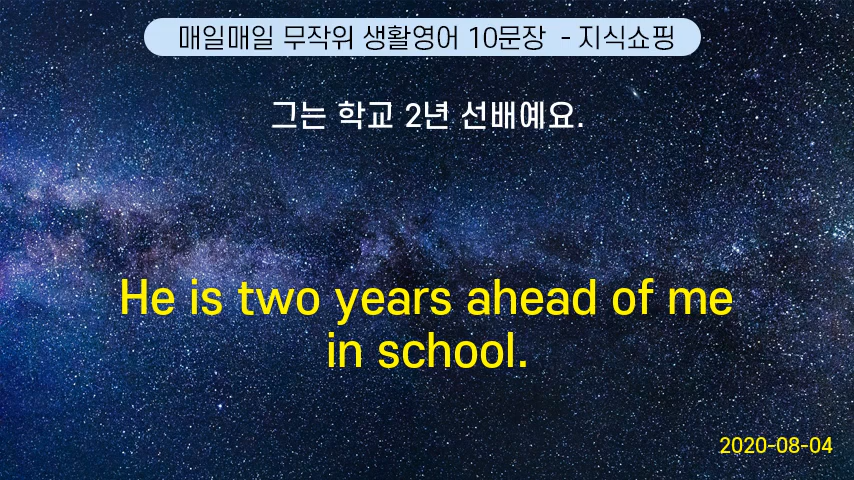 매일매일 무작위 생활영어 10문장 - 지식쇼핑
그는 학교 2년 선배예요.
He is two years ahead of me
in school.
2020-08-04